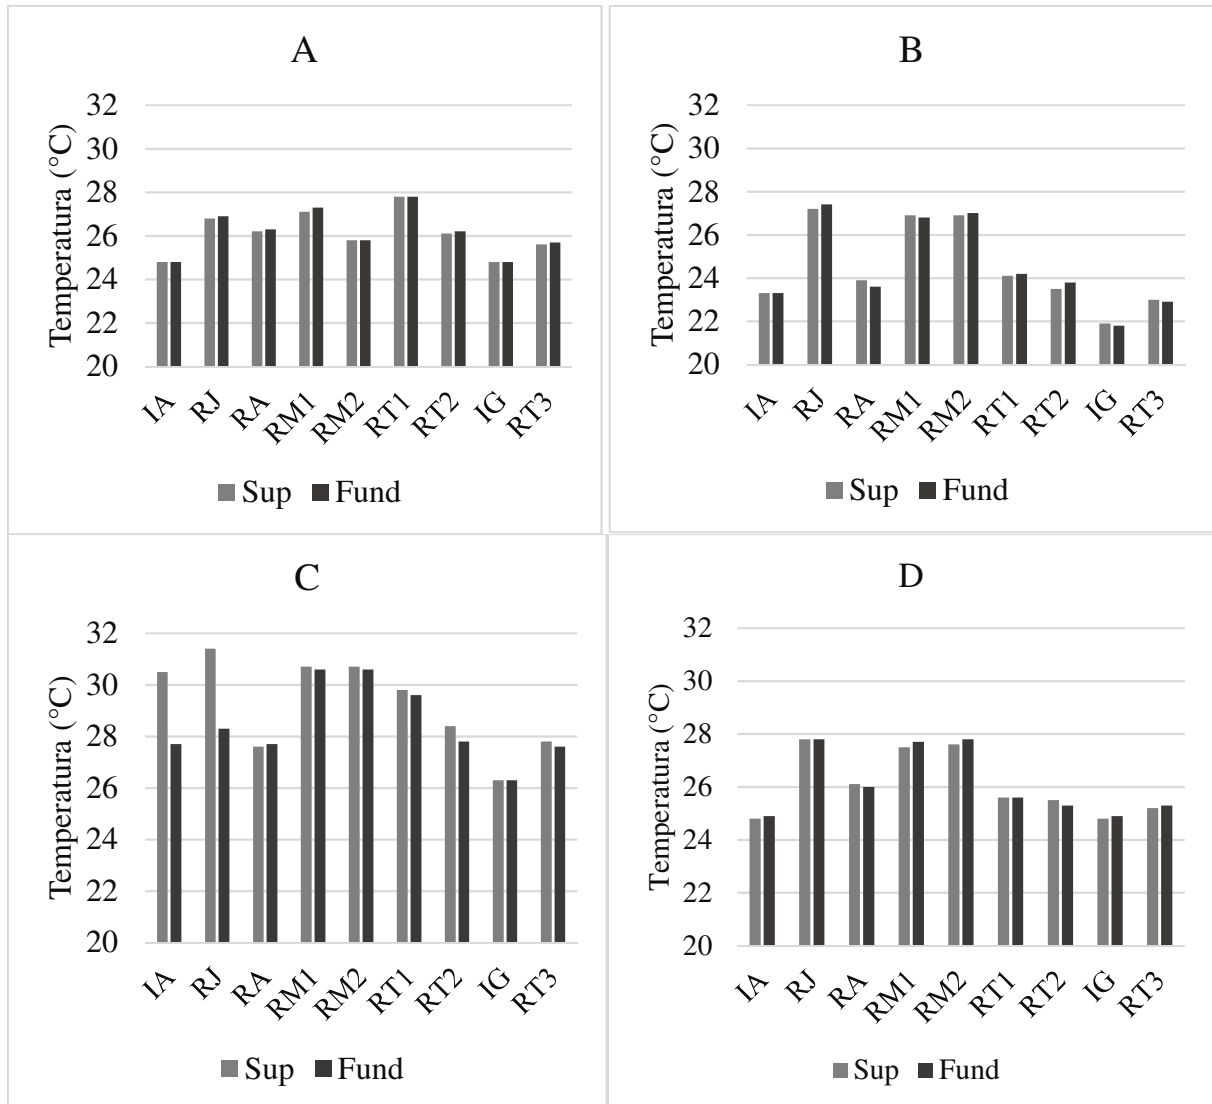 A
Temperatura (°C)
32
30
28
26
24
22
20
IA RJ RA RM1 RM2 RT1 RT2 IG RT3
Sup Fund
B
Temperatura (°C)
32
30
28
26
24
22
20
IA RJ RA RM1 RM2 RT1 RT2 IG RT3
Sup Fund
C
Temperatura (°C)
32
30
28
26
24
22
20
IA RJ RA RM1 RM2 RT1 RT2 IG RT3
Sup Fund
D
Temperatura (°C)
32
30
28
26
24
22
20
IA RJ RA RM1 RM2 RT1 RT2 IG RT3
Sup Fund